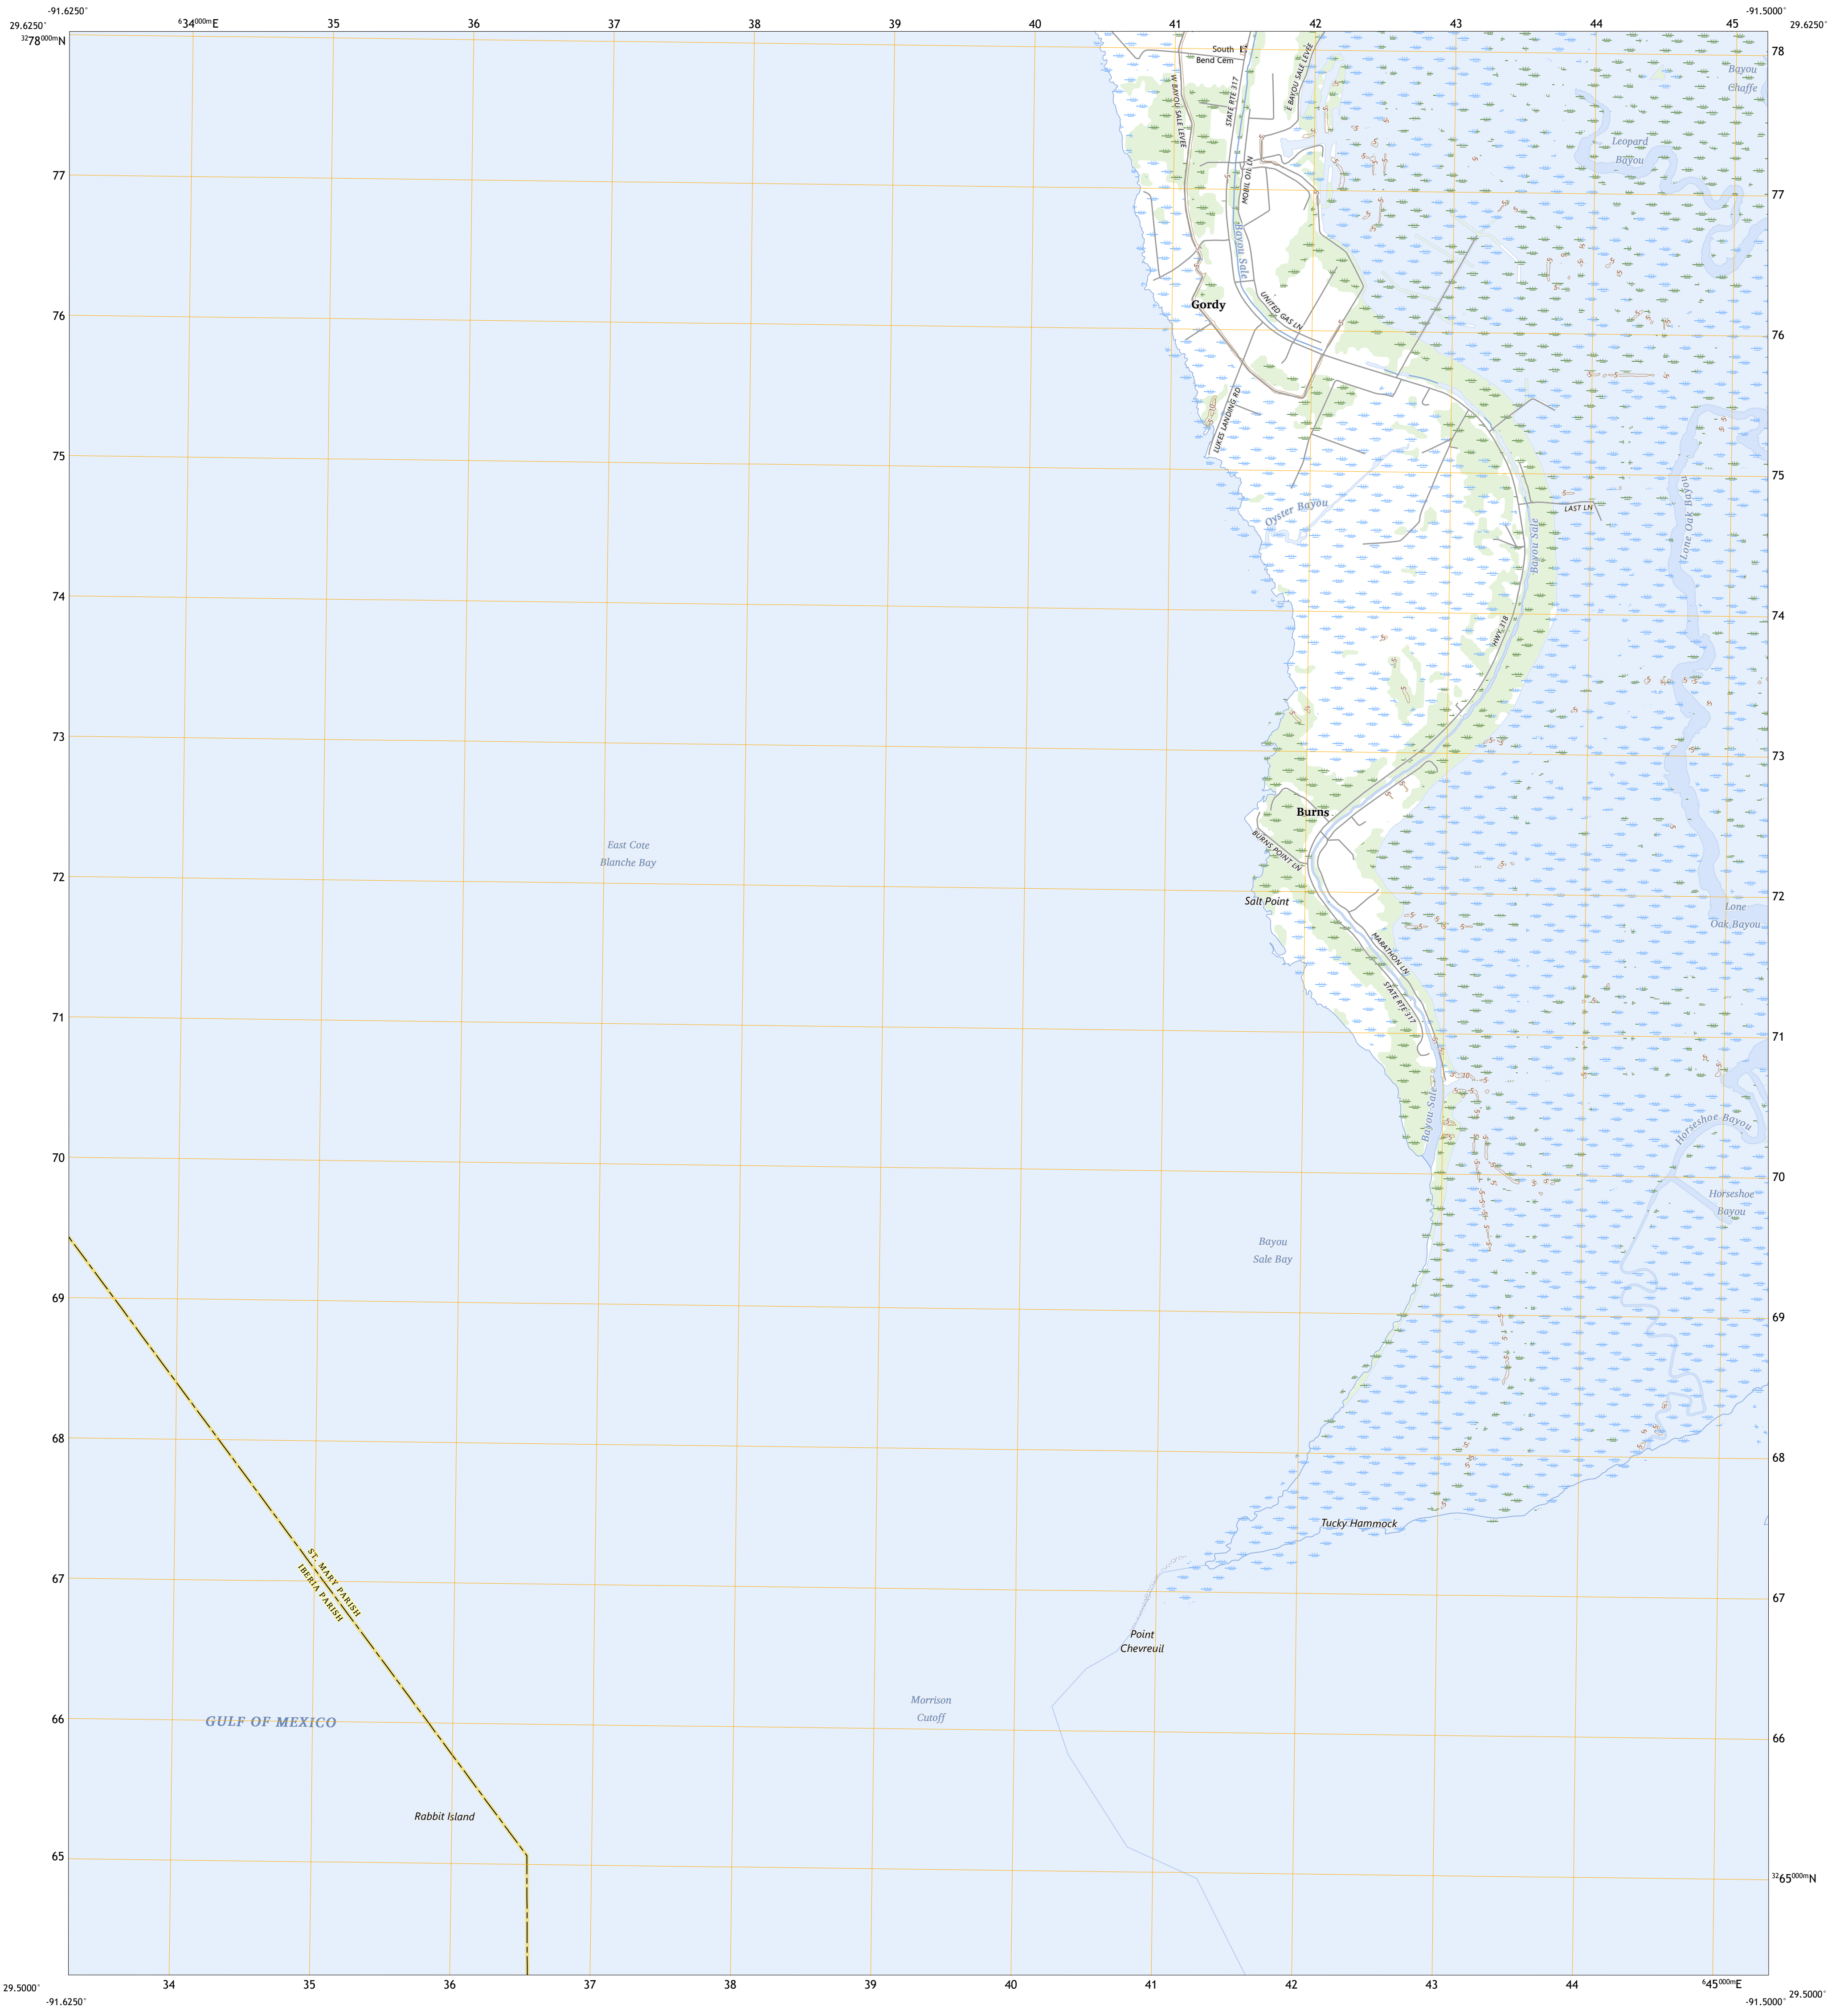 -91.6250°
-91.5000°
29.6250°
⁶34⁰⁰⁰ᵐE
35
36
37
38
39
40
41
42
43
44
45
29.6250°
³²78⁰⁰⁰ᵐN
78
South
Bend Cem
W BAYOU SALE LEVEE
STATE RTE 317
E BAYOU SALE LEVEE
Bayou
Chaffe
Leopard
Bayou
MOBIL OIL LN
77
77
Bayou Sale
Gordy
UNITED GAS LN
76
76
LUKES LANDING RD
75
75
Oyster Bayou
LAST LN
Lone Oak Bayou
Bayou Sale
74
74
HWY 318
73
73
Burns
BURNS POINT LN
East Cote
Blanche Bay
72
72
Salt Point
Lone
Oak Bayou
MARATHON LN
STATE RTE 317
71
71
Bayou Sale
Horseshoe Bayou
70
70
Horseshoe
Bayou
Bayou
Sale Bay
69
69
68
68
Tucky Hammock
ST. MARY PARISH
IBERIA PARISH
67
67
Point
Chevreuil
Morrison
Cutoff
GULF OF MEXICO
66
66
Rabbit Island
65
³²65⁰⁰⁰ᵐN
29.5000°
34
35
36
37
38
39
40
41
42
43
44
⁶45⁰⁰⁰ᵐE
29.5000°
-91.6250°
-91.5000°